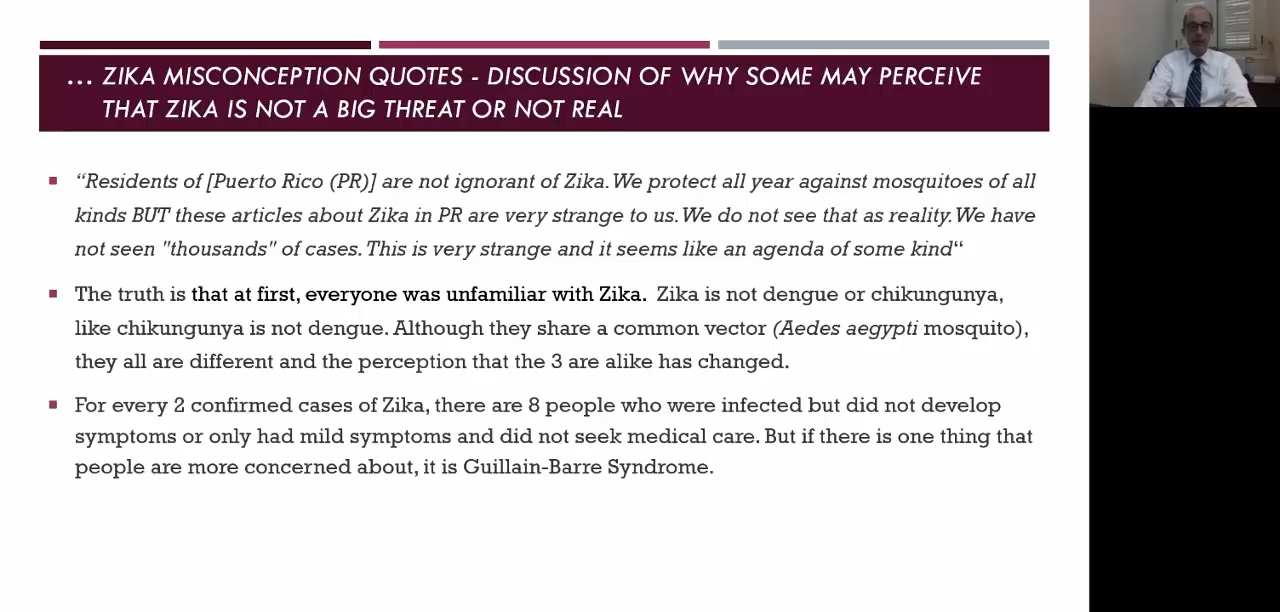 ... ZIKA MISCONCEPTION QUOTES - DISCUSSION OF WHY SOME MAY PERCEIVE
THAT ZIKA IS NOT A BIG THREAT OR NOT REAL
▪ “Residents of [Puerto Rico (PR)] are not ignorant of Zika. We protect all year against mosquitoes of all
kinds BUT these articles about Zika in PR are very strange to us. We do not see that as reality. We have
not seen "thousands" of cases. This is very strange and it seems like an agenda of some kind“
▪ The truth is that at first, everyone was unfamiliar with Zika. Zika is not dengue or chikungunya,
like chikungunya is not dengue. Although they share a common vector (Aedes aegypti mosquito),
they all are different and the perception that the 3 are alike has changed.
▪ For every 2 confirmed cases of Zika, there are 8 people who were infected but did not develop
symptoms or only had mild symptoms and did not seek medical care. But if there is one thing that
people are more concerned about, it is Guillain-Barre Syndrome.